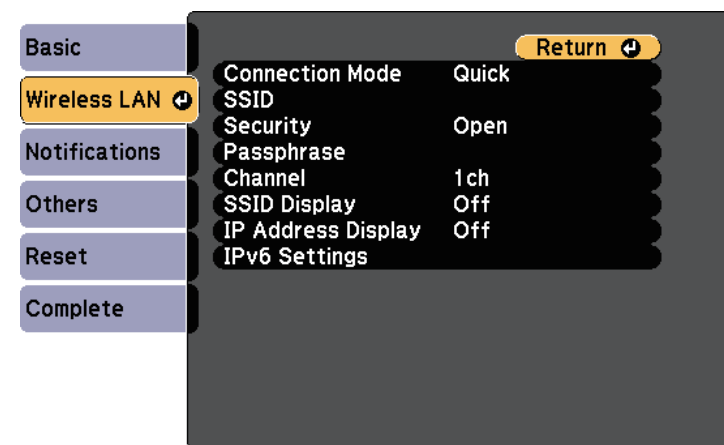 Basic
Wireless LAN
Notifications
Others
Reset
Complete
Return
Connection Mode Quick
SSID
Security Open
Passphrase
Channel 1ch
SSID Display Off
IP Address Display Off
IPv6 Settings